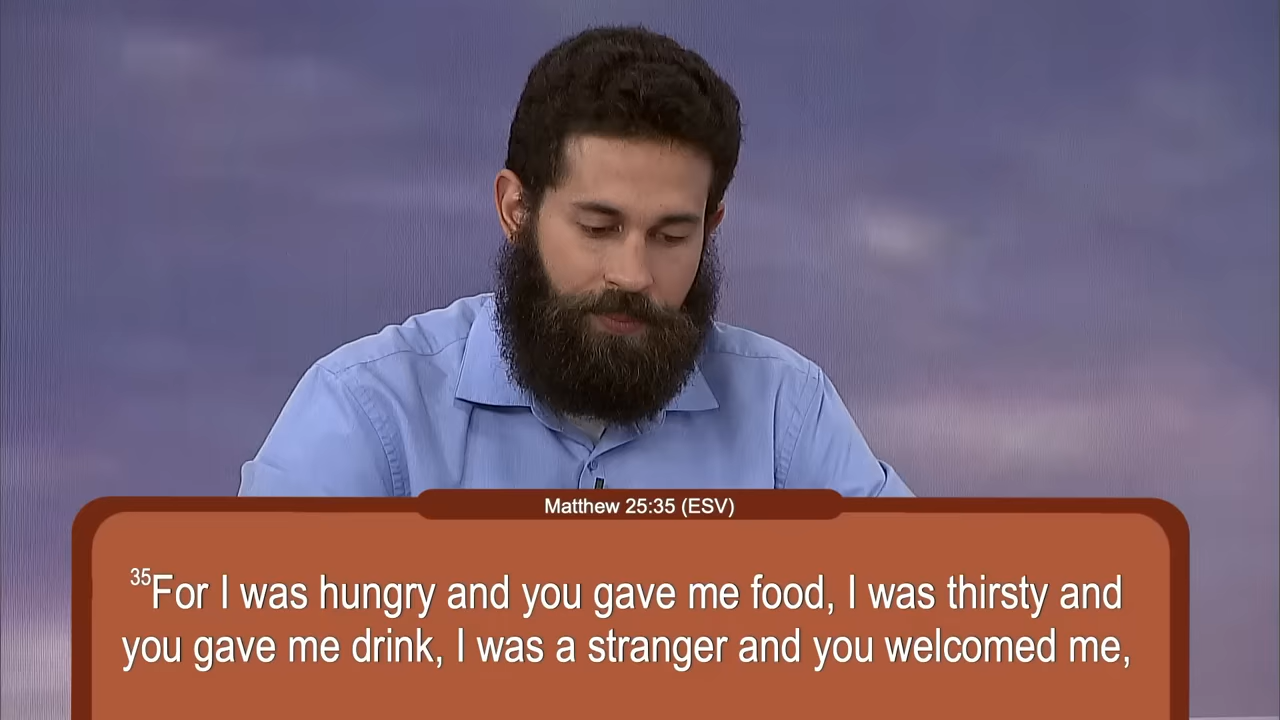 Matthew 25:35 (ESV)
35For I was hungry and you gave me food, I was thirsty and
you gave me drink, I was a stranger and you welcomed me,